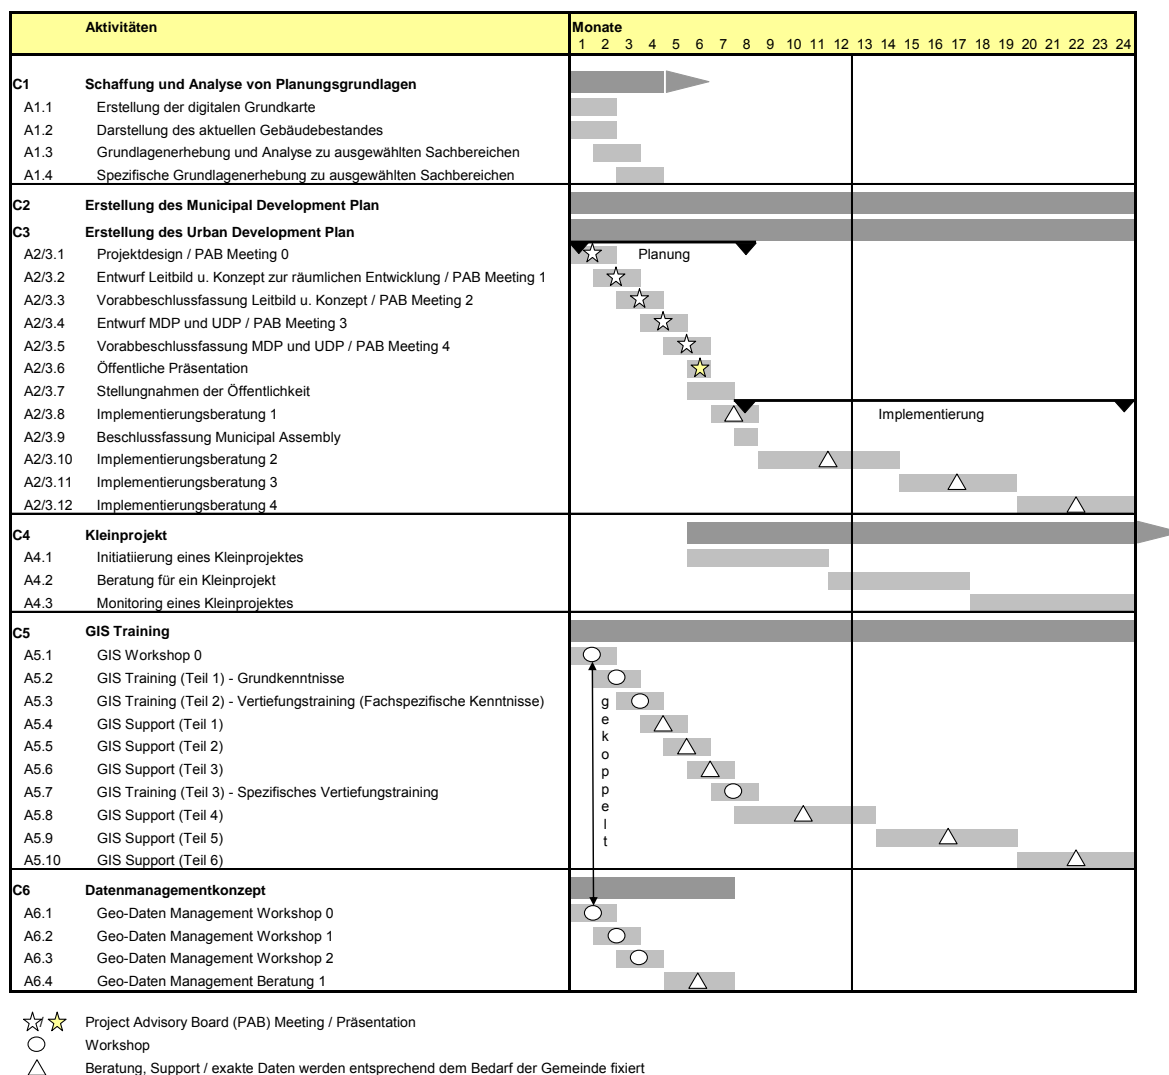 Aktivitäten Monate
1 2 3 4 5 6 7 8 9 10 11 12 13 14 15 16 17 18 19 20 21 22 23 24
C1 Schaffung und Analyse von Planungsgrundlagen
A1.1 Erstellung der digitalen Grundkarte
A1.2 Darstellung des aktuellen Gebäudebestandes
A1.3 Grundlagenerhebung und Analyse zu ausgewählten Sachbereichen
A1.4 Spezifische Grundlagenerhebung zu ausgewählten Sachbereichen
C2 Erstellung des Municipal Development Plan
C3 Erstellung des Urban Development Plan
A2/3.1 Projektdesign / PAB Meeting 0 Planung
A2/3.2 Entwurf Leitbild u. Konzept zur räumlichen Entwicklung / PAB Meeting 1
A2/3.3 Vorabbeschlussfassung Leitbild u. Konzept / PAB Meeting 2
A2/3.4 Entwurf MDP und UDP / PAB Meeting 3
A2/3.5 Vorabbeschlussfassung MDP und UDP / PAB Meeting 4
A2/3.6 Öffentliche Präsentation
A2/3.7 Stellungnahmen der Öffentlichkeit
A2/3.8 Implementierungsberatung 1 Implementierung
A2/3.9 Beschlussfassung Municipal Assembly
A2/3.10 Implementierungsberatung 2
A2/3.11 Implementierungsberatung 3
A2/3.12 Implementierungsberatung 4
C4 Kleinprojekt
A4.1 Initiatiierung eines Kleinprojektes
A4.2 Beratung für ein Kleinprojekt
A4.3 Monitoring eines Kleinprojektes
C5 GIS Training
A5.1 GIS Workshop 0
A5.2 GIS Training (Teil 1) - Grundkenntnisse
A5.3 GIS Training (Teil 2) - Vertiefungstraining (Fachspezifische Kenntnisse)
A5.4 GIS Support (Teil 1)
A5.5 GIS Support (Teil 2)
A5.6 GIS Support (Teil 3)
A5.7 GIS Training (Teil 3) - Spezifisches Vertiefungstraining
A5.8 GIS Support (Teil 4)
A5.9 GIS Support (Teil 5)
A5.10 GIS Support (Teil 6)
gekoppelt
C6 Datenmanagementkonzept
A6.1 Geo-Daten Management Workshop 0
A6.2 Geo-Daten Management Workshop 1
A6.3 Geo-Daten Management Workshop 2
A6.4 Geo-Daten Management Beratung 1
Project Advisory Board (PAB) Meeting / Präsentation
Workshop
Beratung, Support / exakte Daten werden entsprechend dem Bedarf der Gemeinde fixiert